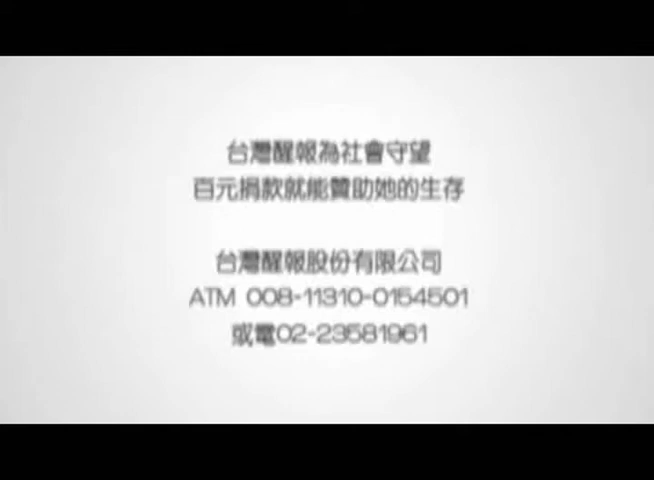 台灣醒報為社會守望
百元捐款就能贊助她的生存
台灣醒報股份有限公司
ATM 008-11310-0154501
或電02-23581961